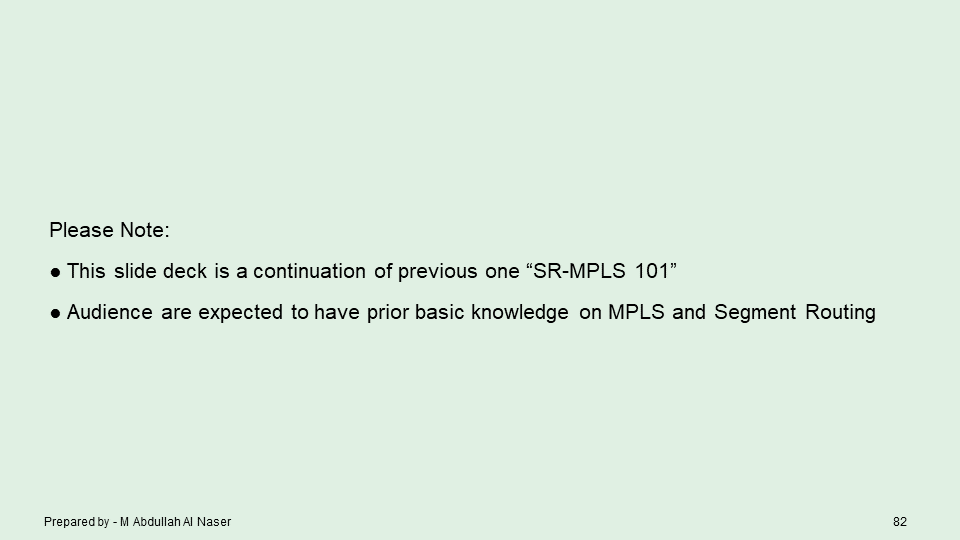 Please Note:
● This slide deck is a continuation of previous one “SR-MPLS 101”
● Audience are expected to have prior basic knowledge on MPLS and Segment Routing
Prepared by - M Abdullah Al Naser
82